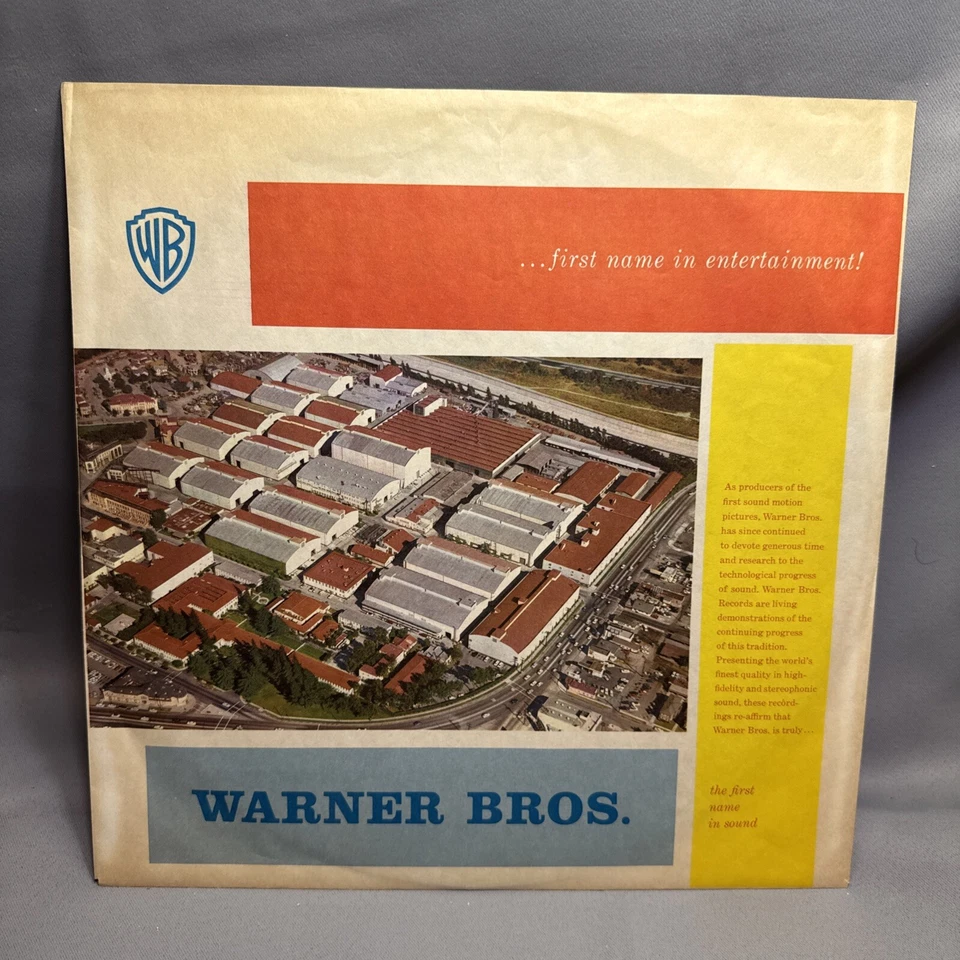 WB
...first name in entertainment!
As producers of the
first sound motion
pictures, Warner Bros.
has since continued
to devote generous time
and research to the
technological progress
of sound. Warner Bros.
Records are living
demonstrations of the
continuing progress
of this tradition.
Presenting the world's
finest quality in high-
fidelity and stereophonic
sound, these record-
ings re-affirm that
Warner Bros. is truly...
the first
name
in sound
WARNER BROS.